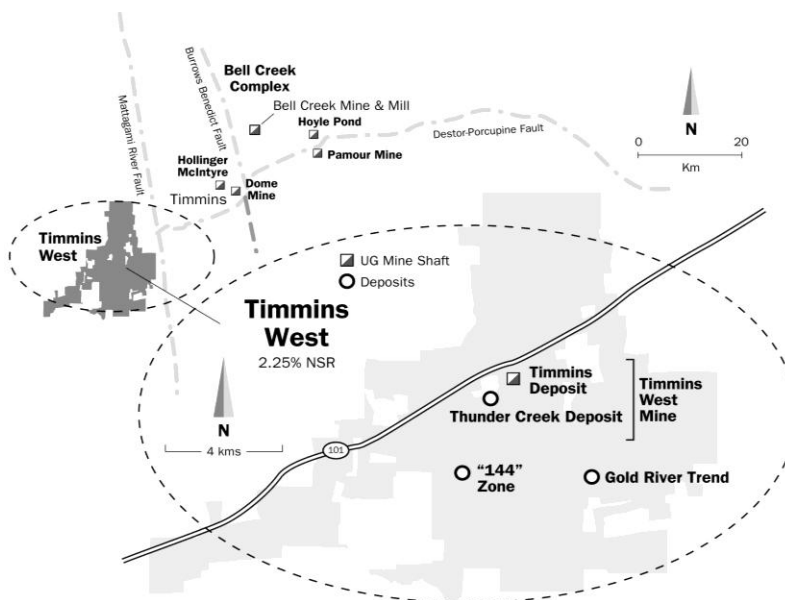 Mattagami River Fault
Burrows Benedict Fault
Bell Creek
Complex
Bell Creek Mine & Mill
Hoyle Pond
Pamour Mine
Destor-Porcupine Fault
N
0
20
Km
Hollinger
McIntyre
Timmins
Dome
Mine
Timmins
West
UG Mine Shaft
Deposits
Timmins
West
2.25% NSR
N
4 kms
101
Timmins
Deposit
Thunder Creek Deposit
Timmins
West
Mine
“144”
Zone
Gold River Trend